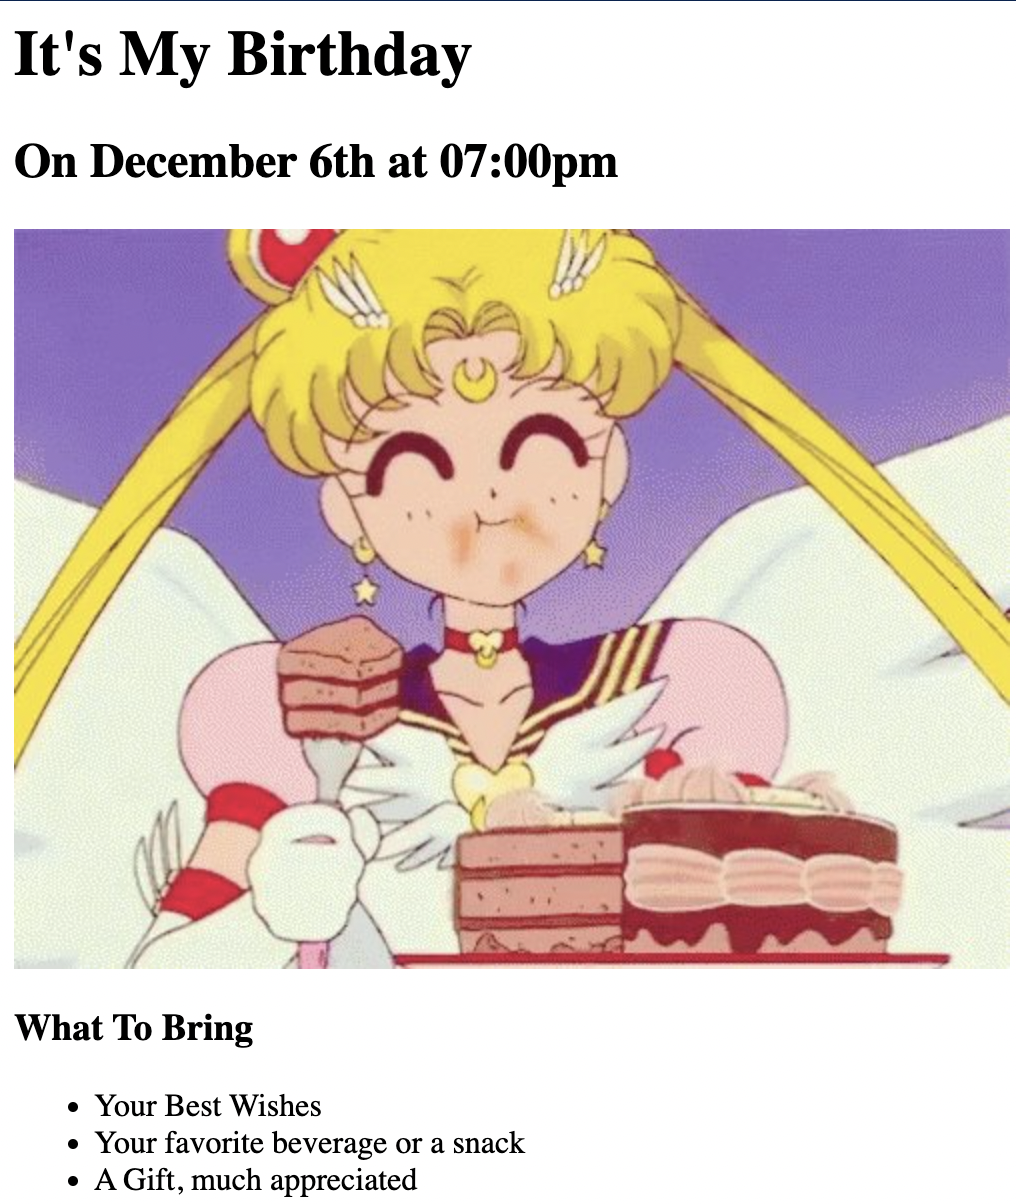 It's My Birthday
On December 6th at 07:00pm
What To Bring
Your Best Wishes
Your favorite beverage or a snack
A Gift, much appreciated